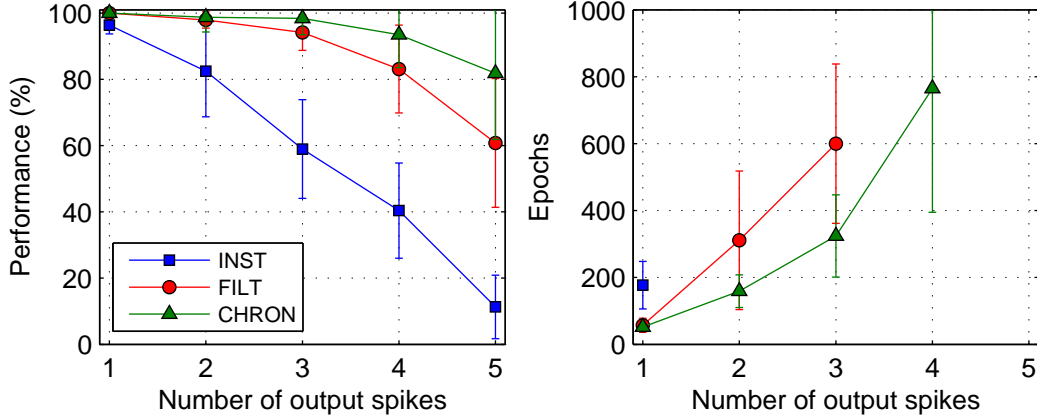 Performance (%)
100
80
60
40
20
0
INST
FILT
CHRON
1 2 3 4 5
Number of output spikes
Epochs
1000
800
600
400
200
0
1 2 3 4 5
Number of output spikes